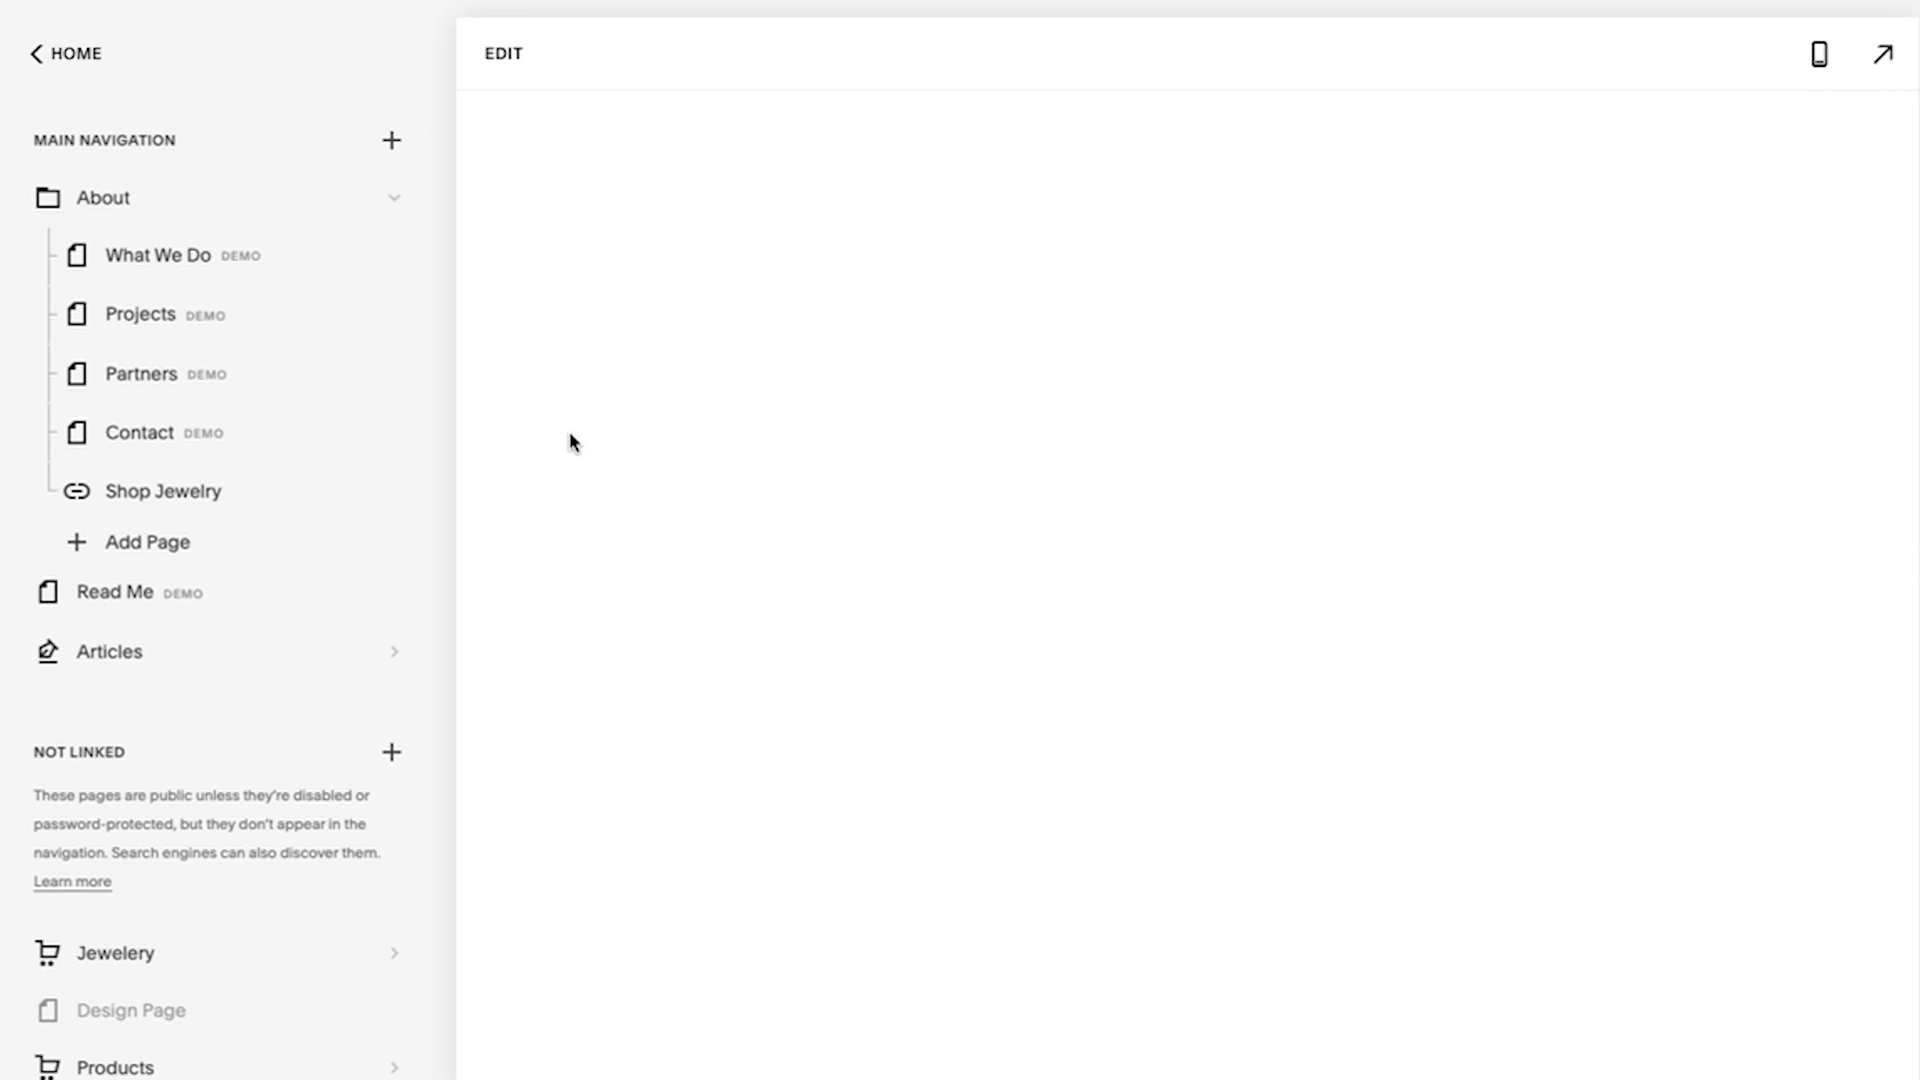 HOME
EDIT
MAIN NAVIGATION
About
What We Do DEMO
Projects DEMO
Partners DEMO
Contact DEMO
Shop Jewelry
Add Page
Read Me DEMO
Articles
NOT LINKED
These pages are public unless they're disabled or
password-protected, but they don't appear in the
navigation. Search engines can also discover them.
Learn more
Jewelery
Design Page
Products